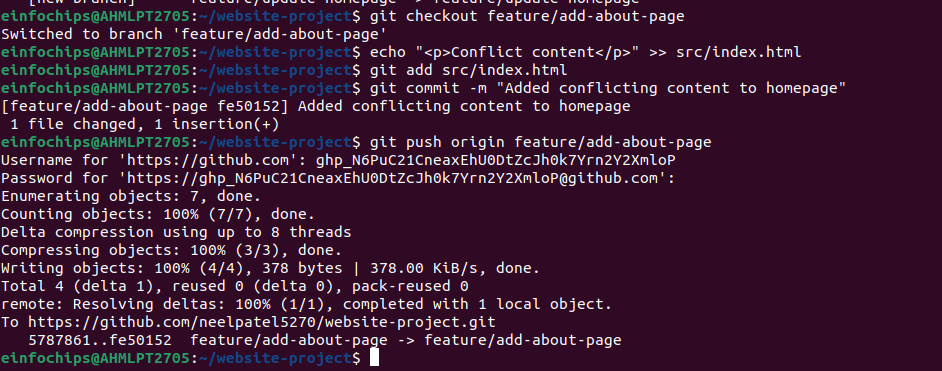 [new branch]      feature/update-homepage -> feature/update-homepage
einfochips@AHMLPT2705:~/website-project$ git checkout feature/add-about-page
Switched to branch 'feature/add-about-page'
einfochips@AHMLPT2705:~/website-project$ echo "<p>Conflict content</p>" >> src/index.html
einfochips@AHMLPT2705:~/website-project$ git add src/index.html
einfochips@AHMLPT2705:~/website-project$ git commit -m "Added conflicting content to homepage"
[feature/add-about-page fe50152] Added conflicting content to homepage
 1 file changed, 1 insertion(+)
einfochips@AHMLPT2705:~/website-project$ git push origin feature/add-about-page
Username for 'https://github.com': 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
Password for 'https://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@github.com':
Enumerating objects: 7, done.
Counting objects: 100% (7/7), done.
Delta compression using up to 8 threads
Compressing objects: 100% (3/3), done.
Writing objects: 100% (4/4), 378 bytes | 378.00 KiB/s, done.
Total 4 (delta 1), reused 0 (delta 0), pack-reused 0
remote: Resolving deltas: 100% (1/1), completed with 1 local object.
To https://github.com/neelpatel5270/website-project.git
   5787861..fe50152  feature/add-about-page -> feature/add-about-page
einfochips@AHMLPT2705:~/website-project$